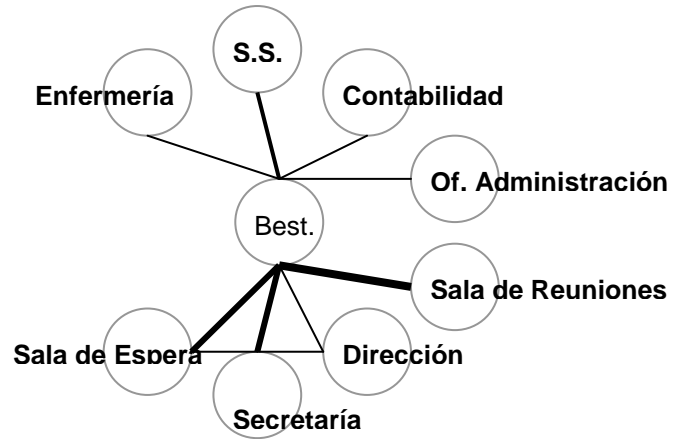 S.S.
Enfermería
Contabilidad
Of. Administración
Best.
Sala de Reuniones
Sala de Espera
Dirección
Secretaría